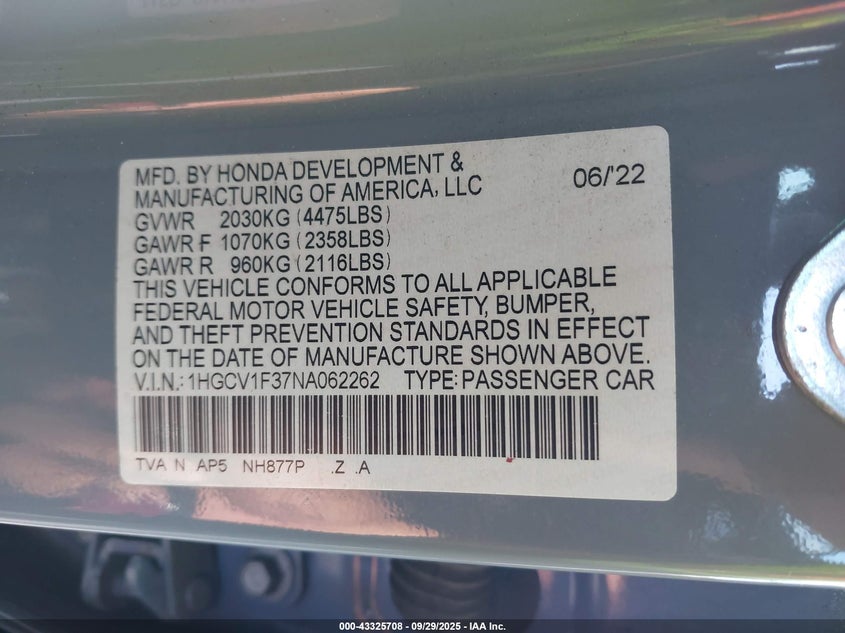 MFD. BY HONDA DEVELOPMENT &
MANUFACTURING OF AMERICA, LLC 06/'22
GVWR 2030KG (4475LBS)
GAWR F 1070KG (2358LBS)
GAWR R 960KG (2116LBS)
THIS VEHICLE CONFORMS TO ALL APPLICABLE
FEDERAL MOTOR VEHICLE SAFETY, BUMPER,
AND THEFT PREVENTION STANDARDS IN EFFECT
ON THE DATE OF MANUFACTURE SHOWN ABOVE.
V.I.N.: 1HGCV1F37NA062262 TYPE: PASSENGER CAR
TVA N AP5 NH877P .Z .A
000-43325708 - 09/29/2025 - IAA Inc.